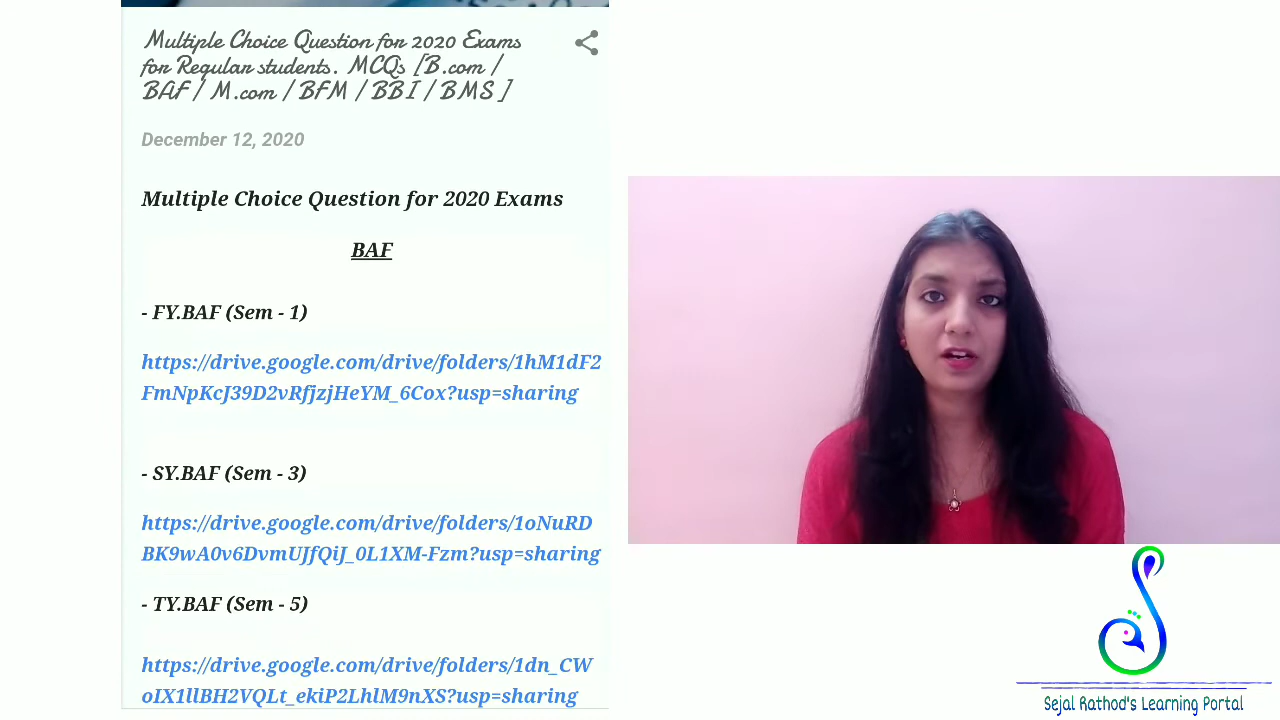 Multiple Choice Question for 2020 Exams
for Regular students. MCQs [B.com /
BAF / M.com / BFM / BBI / BMS ]
December 12, 2020
Multiple Choice Question for 2020 Exams
BAF
- FY.BAF (Sem - 1)
https://drive.google.com/drive/folders/1hM1dF2
FmNpKcJ39D2vRfjzjHeYM_6Cox?usp=sharing
- SY.BAF (Sem - 3)
https://drive.google.com/drive/folders/1oNuRD
BK9wA0v6DvmUJfQiJ_0L1XM-Fzm?usp=sharing
- TY.BAF (Sem - 5)
https://drive.google.com/drive/folders/1dn_CW
oIX1llBH2VQLt_ekiP2LhlM9nXS?usp=sharing
Sejal Rathod's Learning Portal